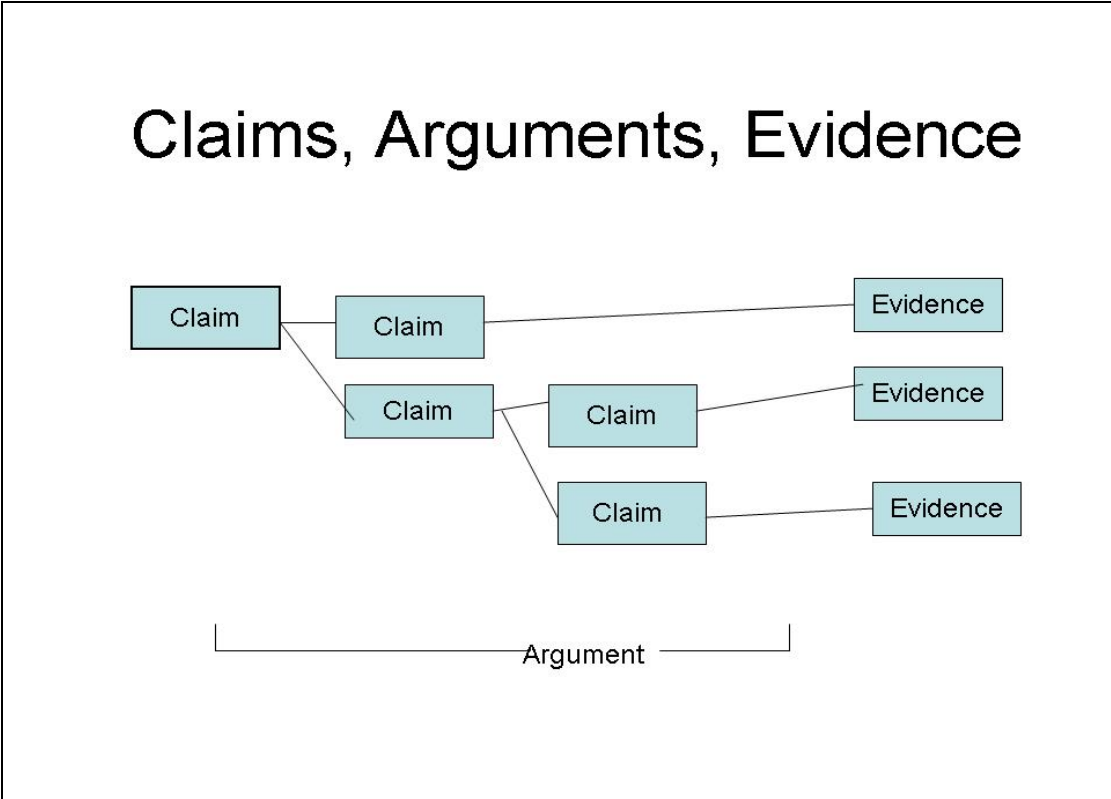 Claims, Arguments, Evidence
Claim
Claim
Evidence
Claim
Claim
Evidence
Claim
Evidence
Argument